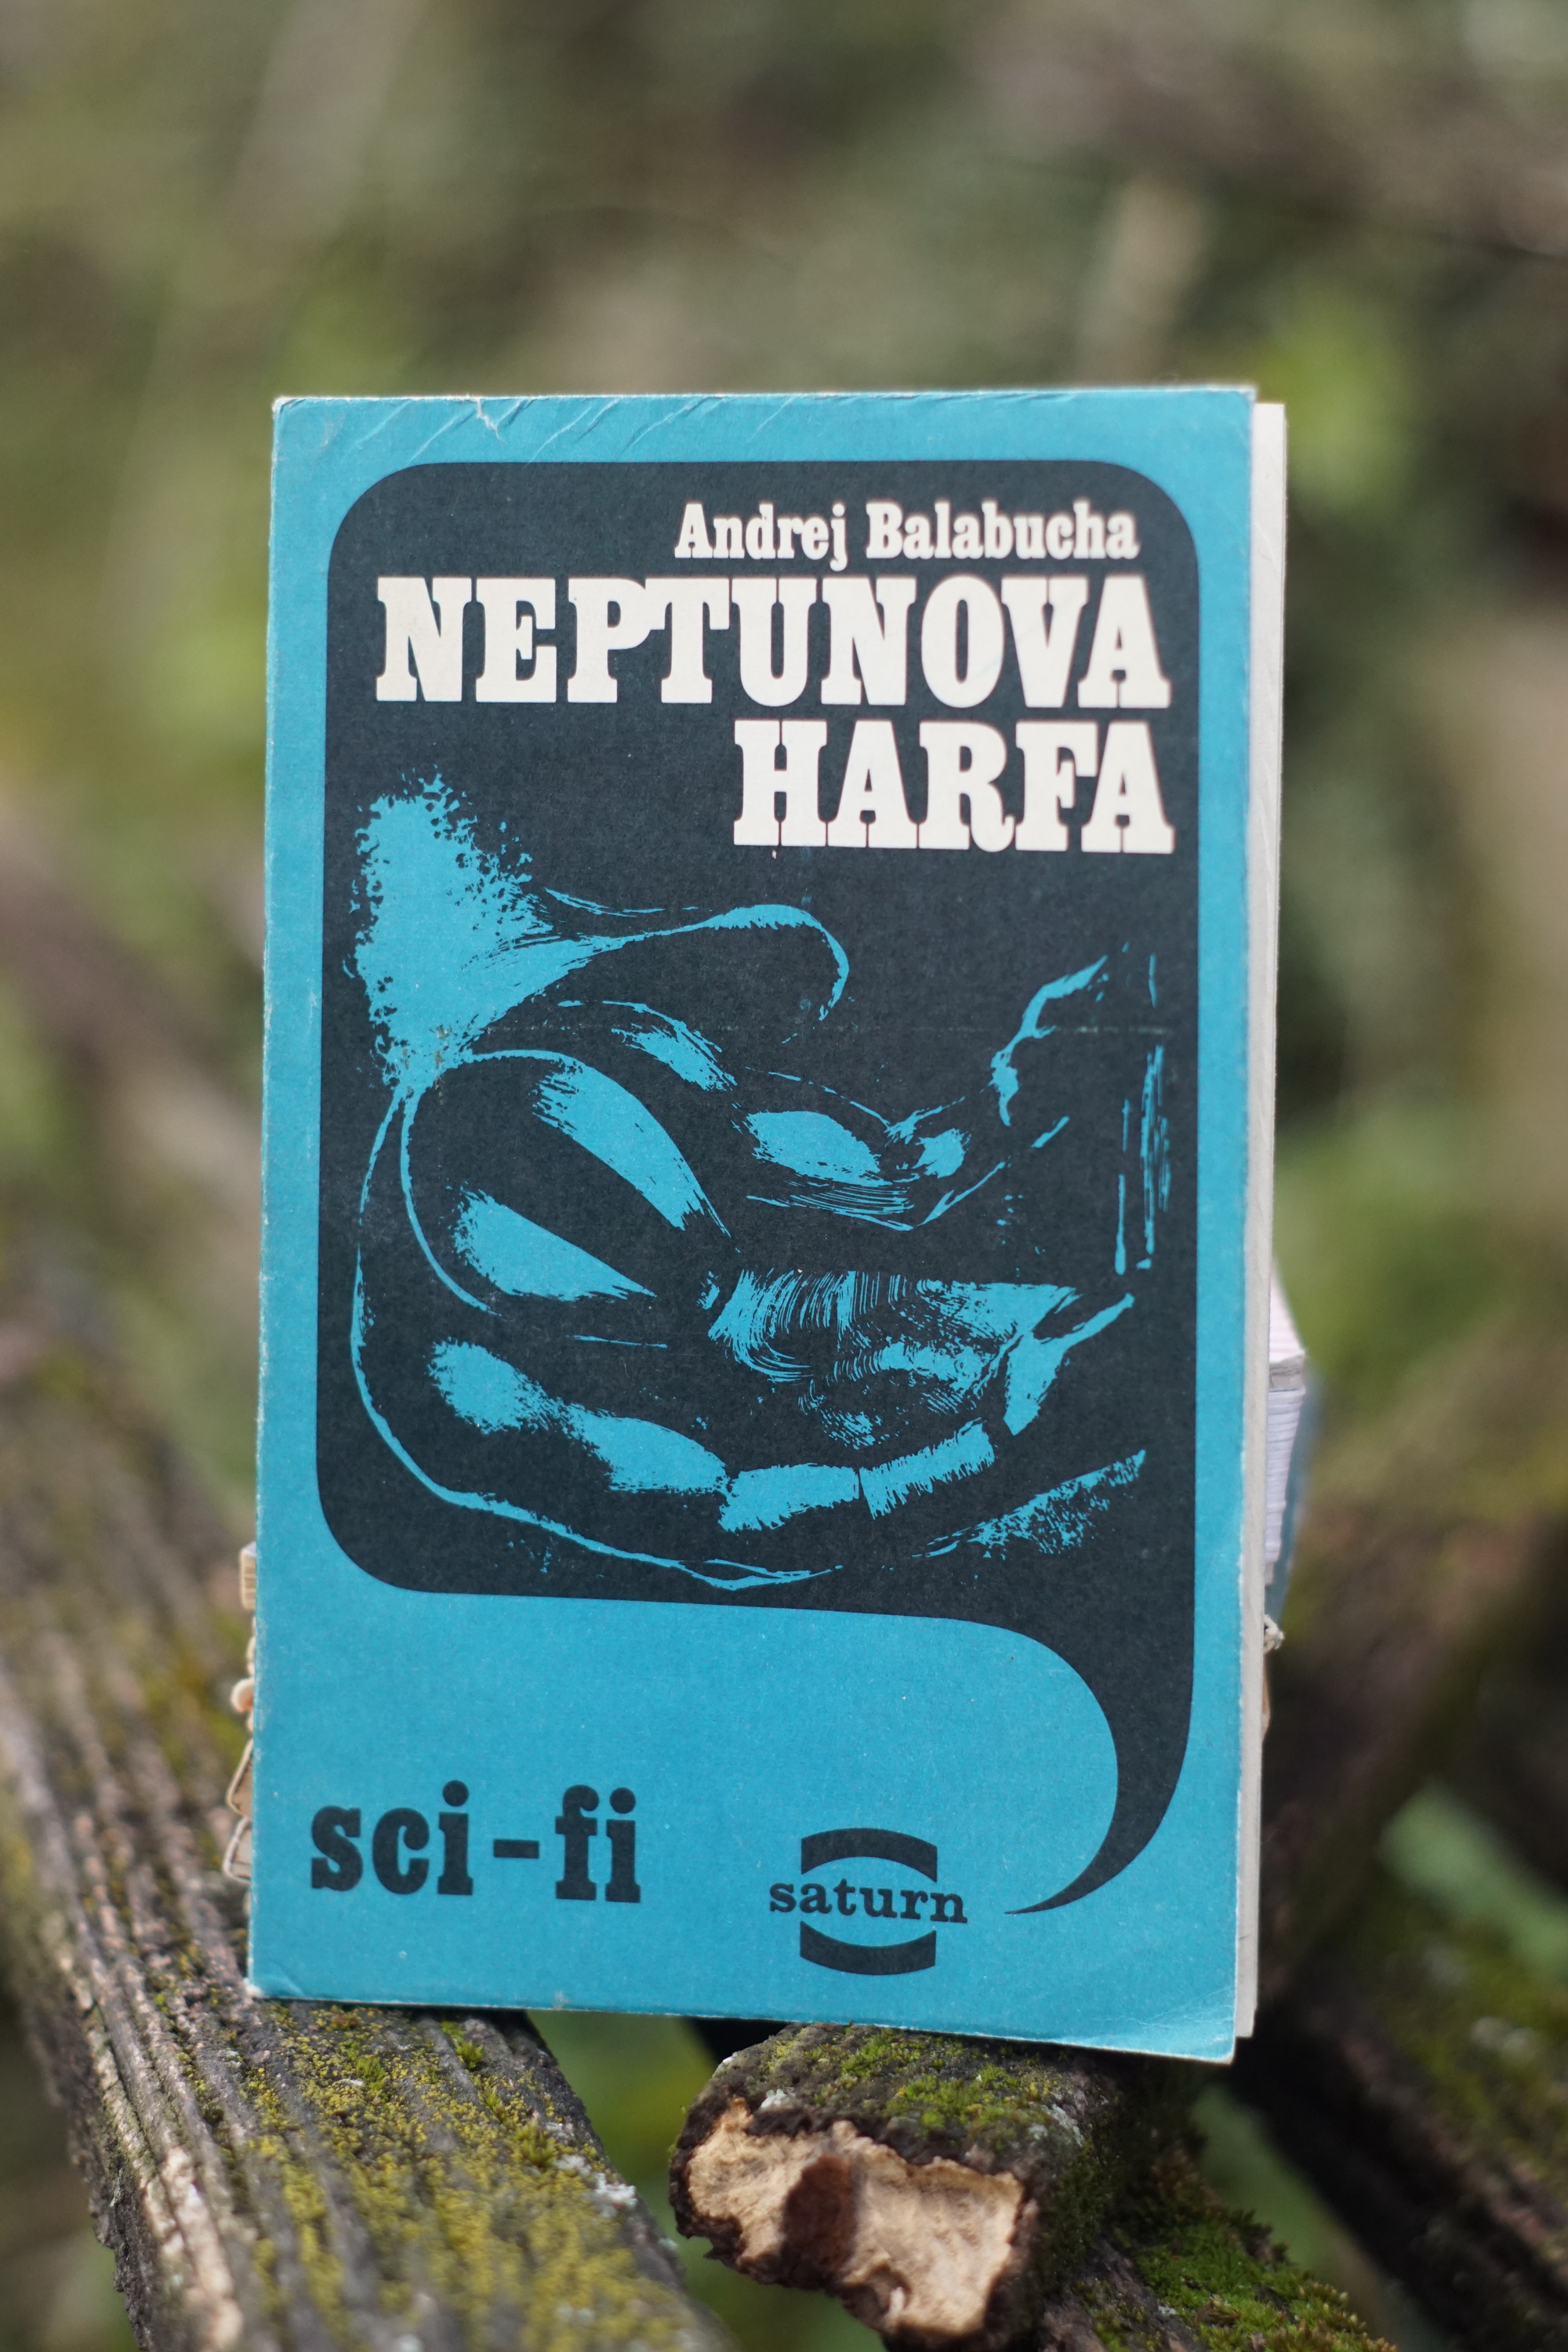 Andrej Balabucha
NEPTUNOVA
HARFA
sci-fi
saturn